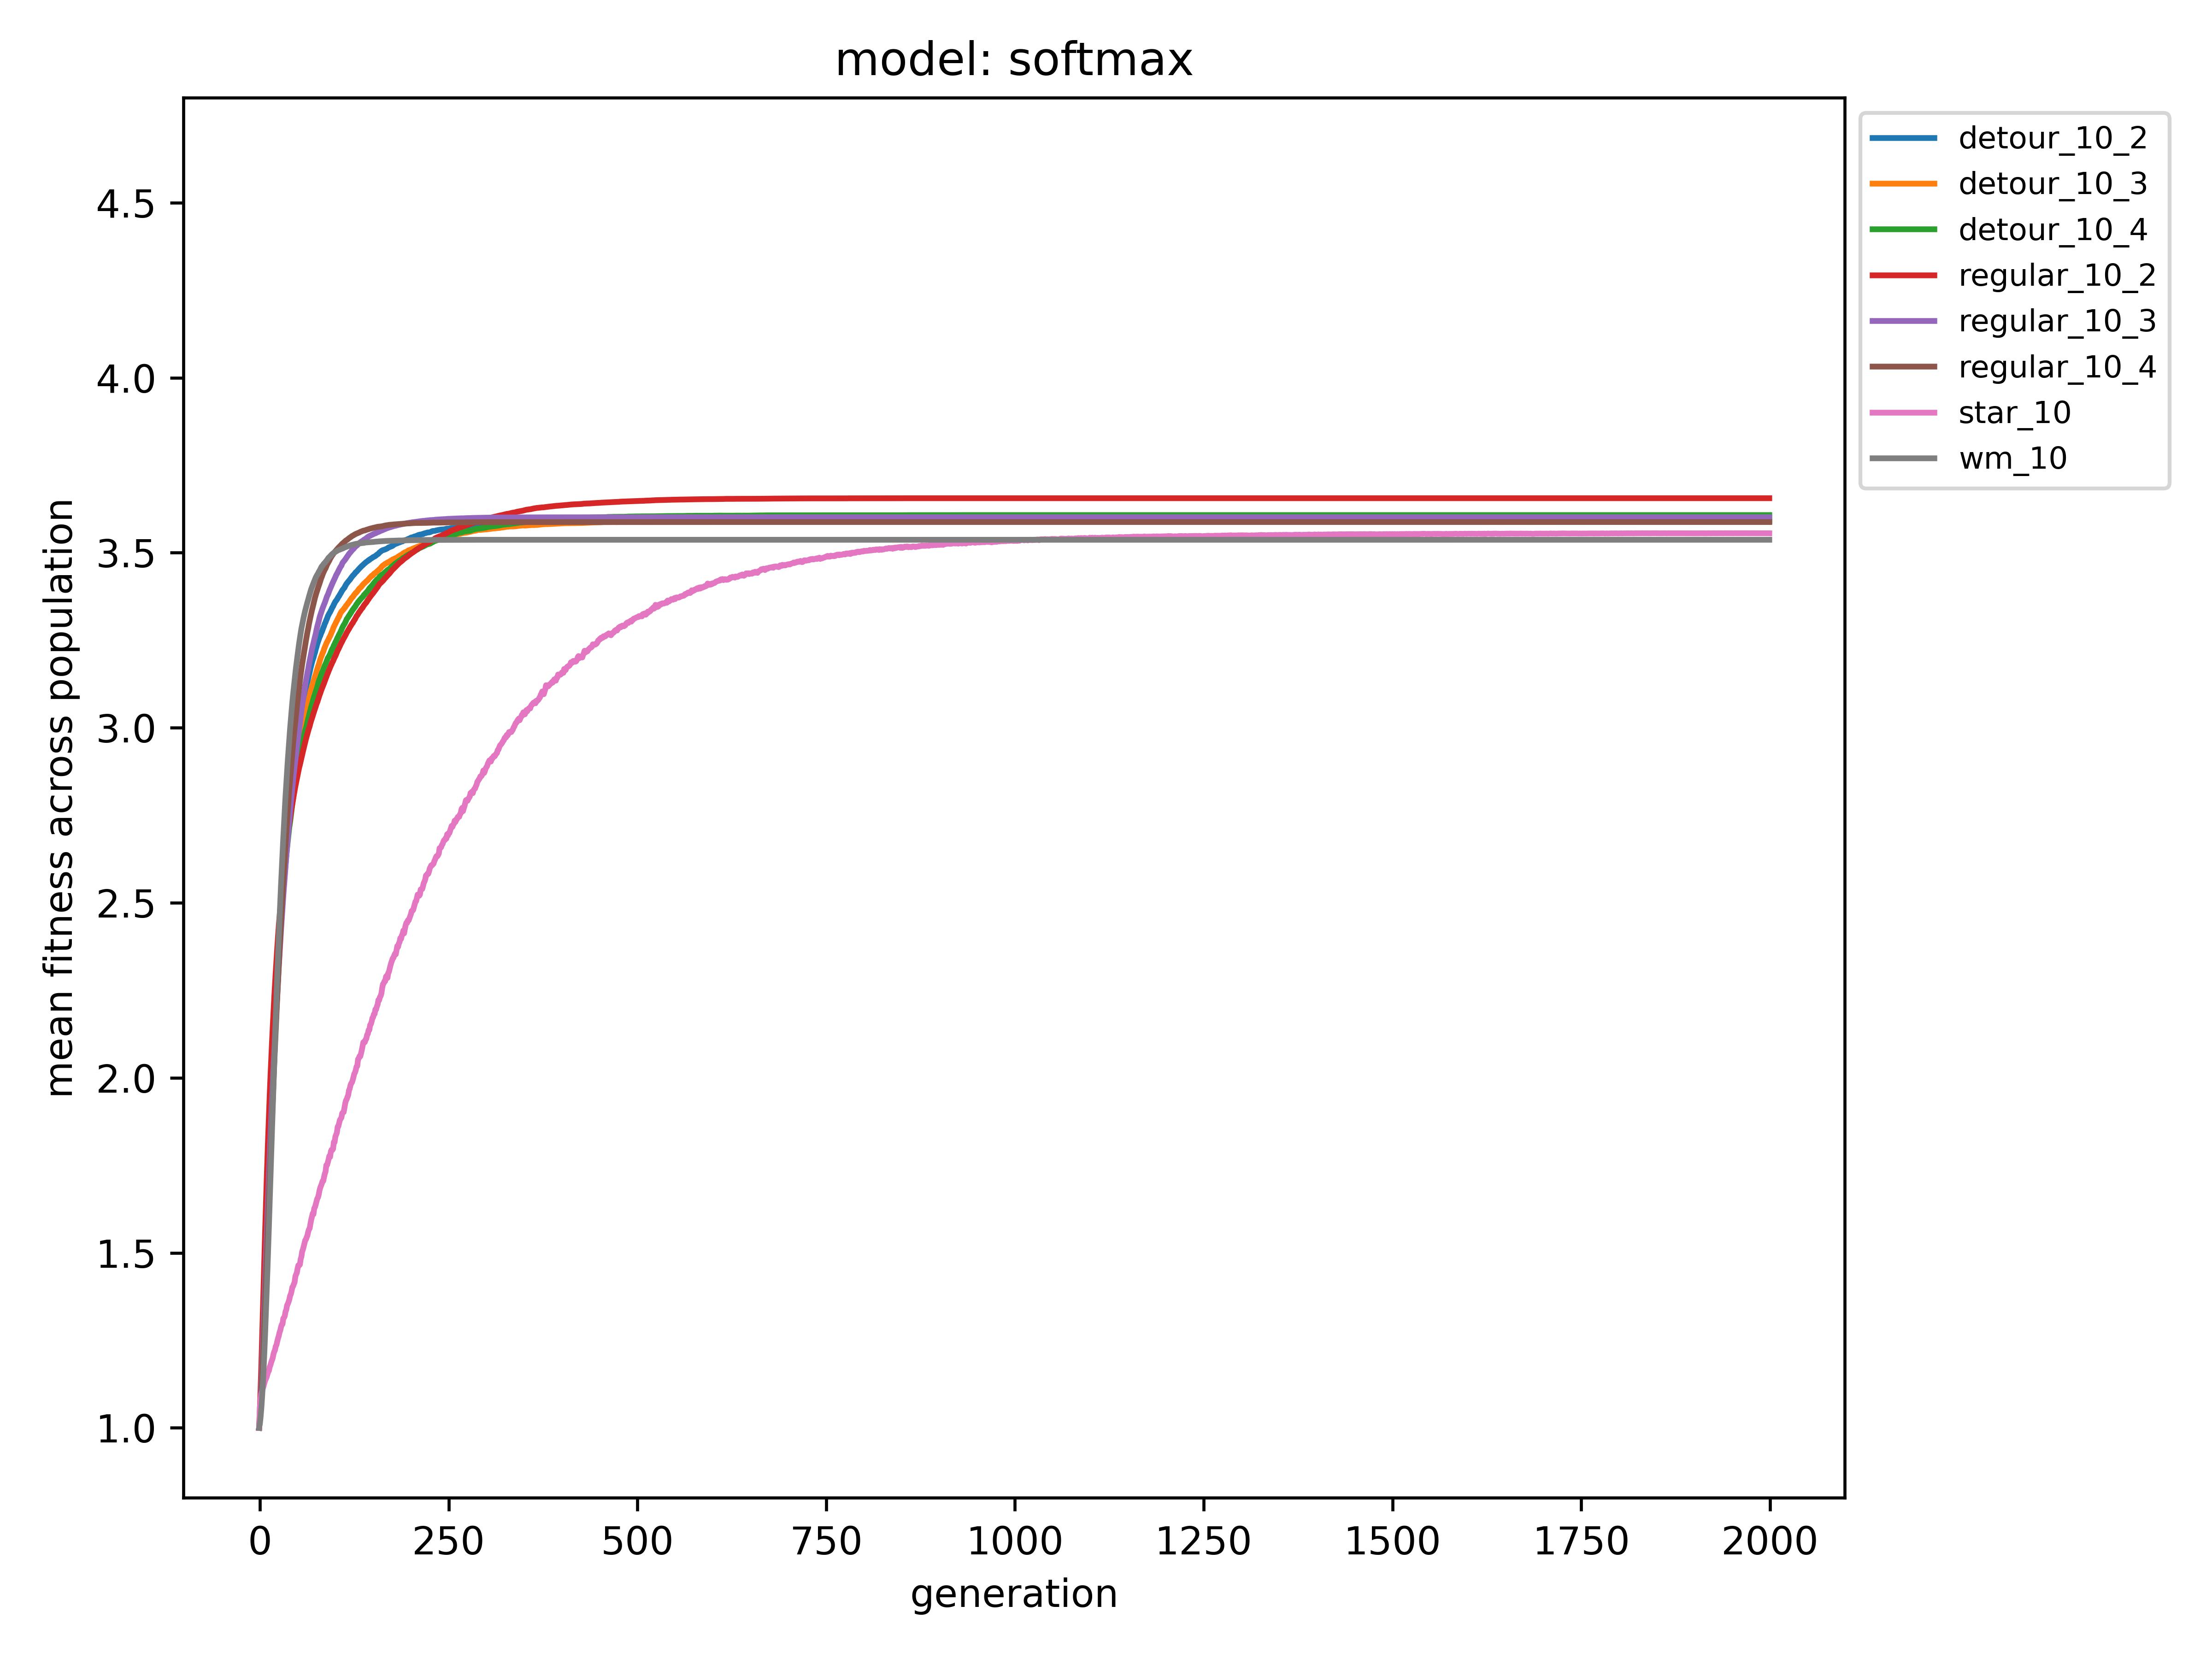 model: softmax
detour_10_2
detour_10_3
detour_10_4
regular_10_2
regular_10_3
regular_10_4
star_10
wm_10
mean fitness across population
4.5
4.0
3.5
3.0
2.5
2.0
1.5
1.0
0 250 500 750 1000 1250 1500 1750 2000
generation